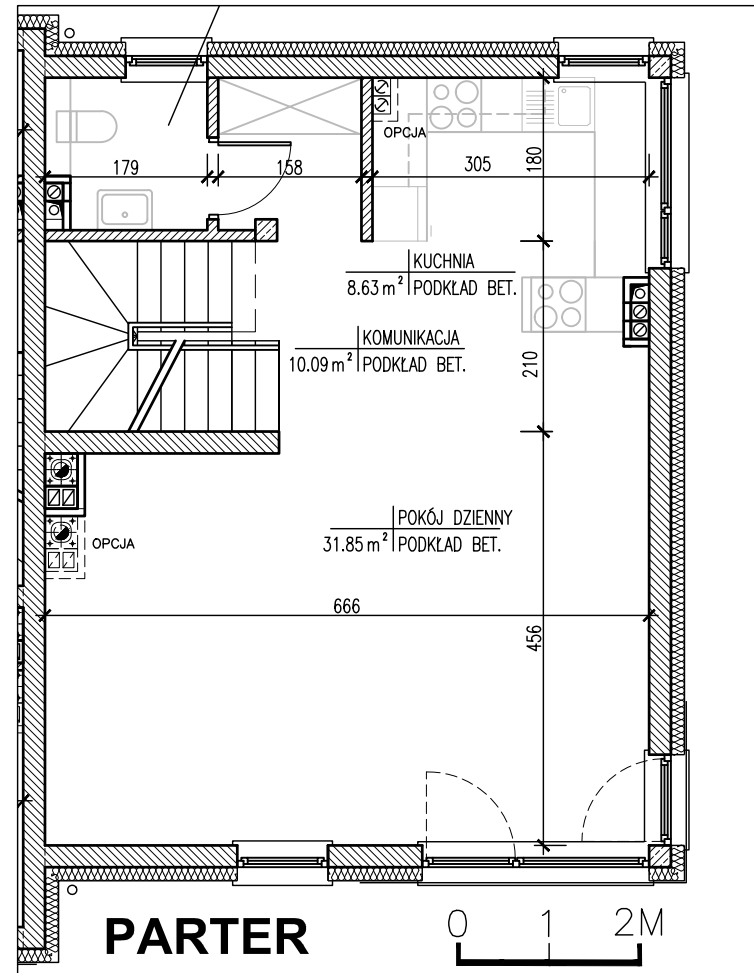 OPCJA
179
158
305
180
KUCHNIA
8.63 m² PODKŁAD BET.
KOMUNIKACJA
10.09 m² PODKŁAD BET.
210
POKÓJ DZIENNY
31.85 m² PODKŁAD BET.
OPCJA
666
456
PARTER
0 1 2M